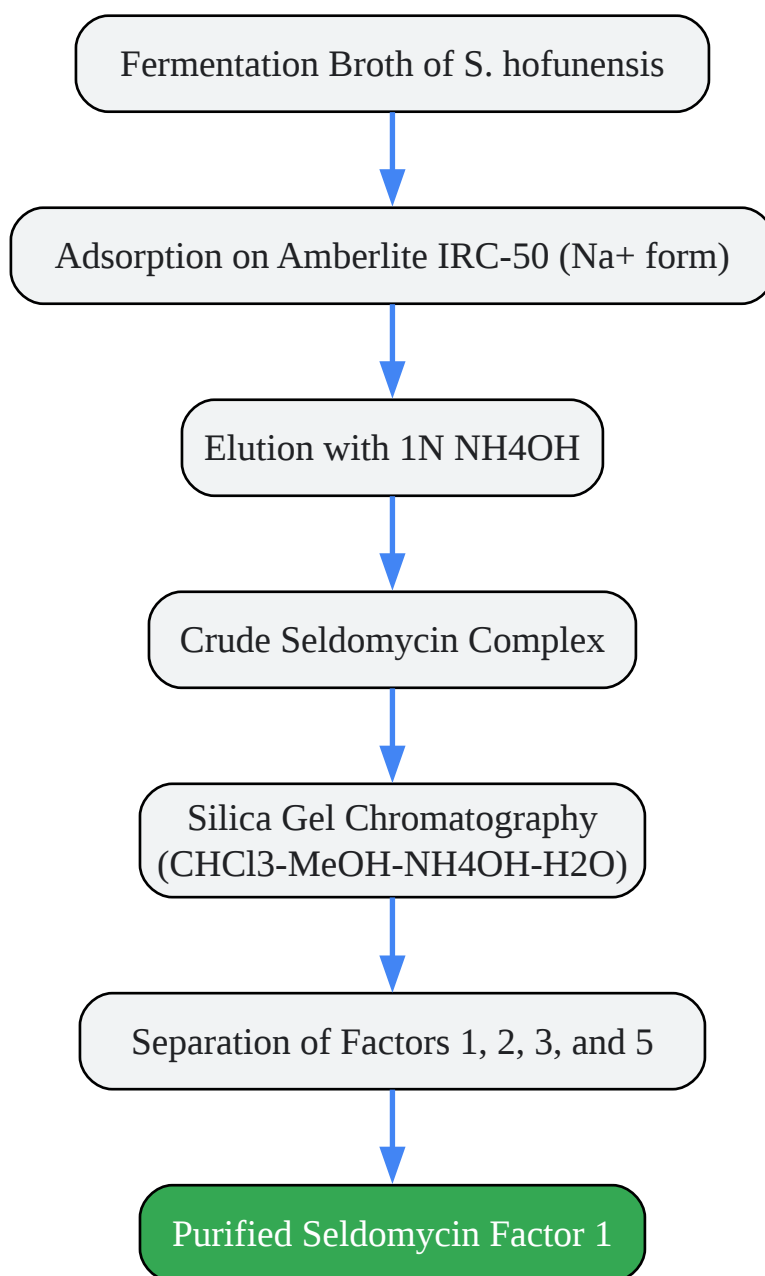 Fermentation Broth of S. hofunensis
Adsorption on Amberlite IRC-50 (Na+ form)
Elution with 1N NH4OH
Crude Seldomycin Complex
Silica Gel Chromatography
(CHCl3-MeOH-NH4OH-H2O)
Separation of Factors 1, 2, 3, and 5
Purified Seldomycin Factor 1